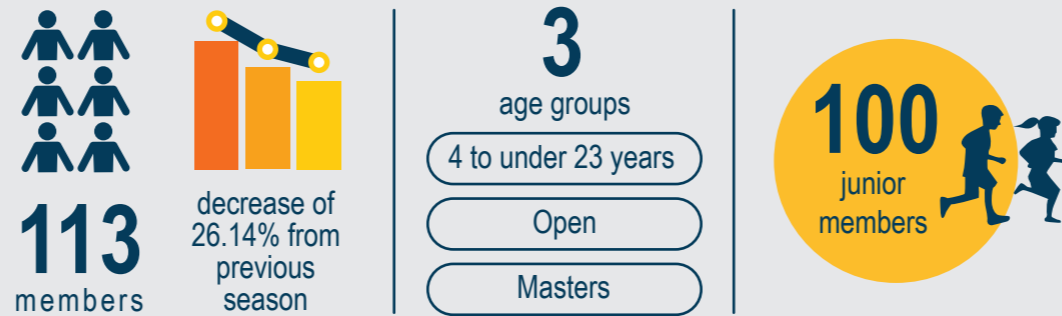 113
members
decrease of
26.14% from
previous
season
3
age groups
4 to under 23 years
Open
Masters
100
junior
members